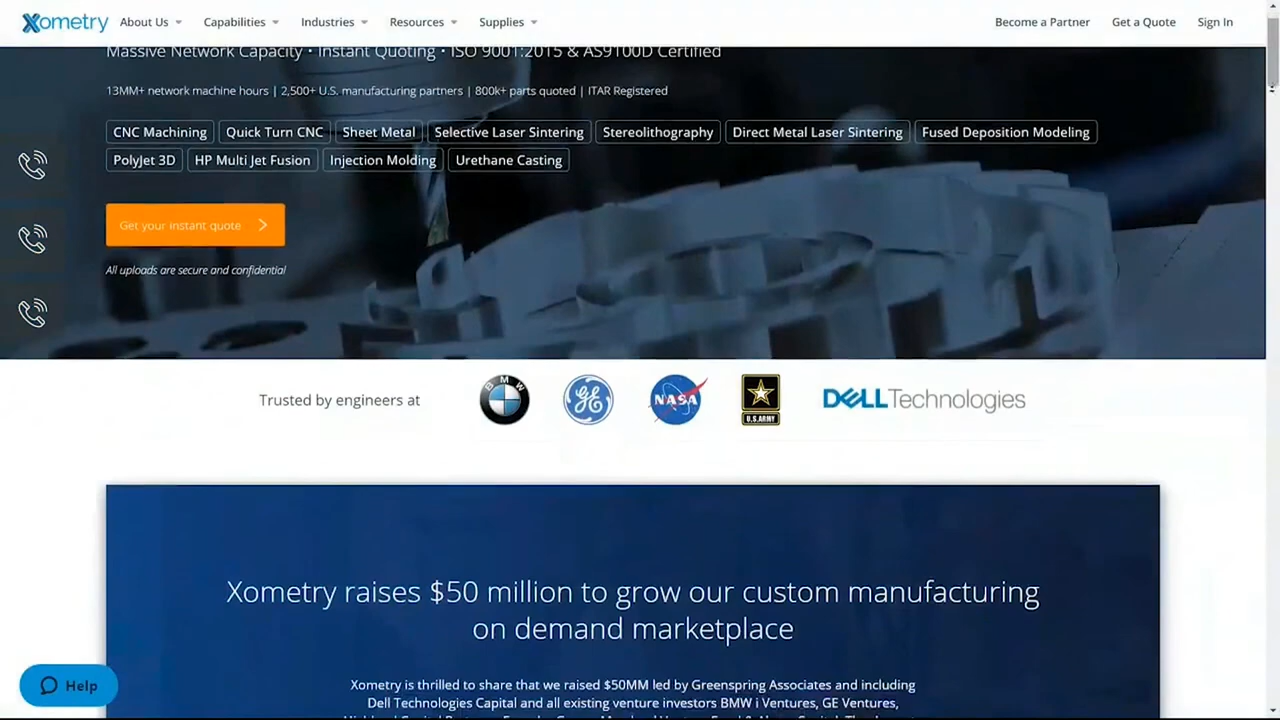 Xometry About Us Capabilities Industries Resources Supplies Become a Partner Get a Quote Sign In
Massive Network Capacity • Instant Quoting • ISO 9001:2015 & AS9100D Certified
13MM+ network machine hours | 2,500+ U.S. manufacturing partners | 800k+ parts quoted | ITAR Registered
CNC Machining Quick Turn CNC Sheet Metal Selective Laser Sintering Stereolithography Direct Metal Laser Sintering Fused Deposition Modeling
PolyJet 3D HP Multi Jet Fusion Injection Molding Urethane Casting
Get your instant quote
All uploads are secure and confidential
Trusted by engineers at BMW GE NASA U.S.ARMY DELLTechnologies
Xometry raises $50 million to grow our custom manufacturing
on demand marketplace
Xometry is thrilled to share that we raised $50MM led by Greenspring Associates and including
Dell Technologies Capital and all existing venture investors BMW i Ventures, GE Ventures,
Help